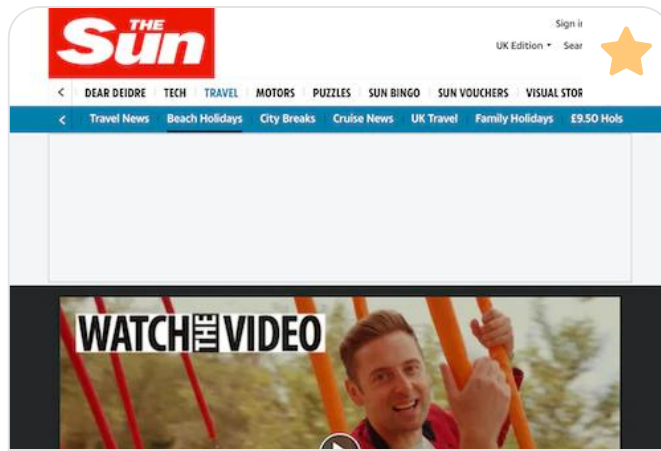 THE
Sun
Sign i
UK Edition
Sear
DEAR DEIDRE TECH TRAVEL MOTORS PUZZLES SUN BINGO SUN VOUCHERS VISUAL STOR
Travel News Beach Holidays City Breaks Cruise News UK Travel Family Holidays £9.50 Hols
WATCH THE VIDEO